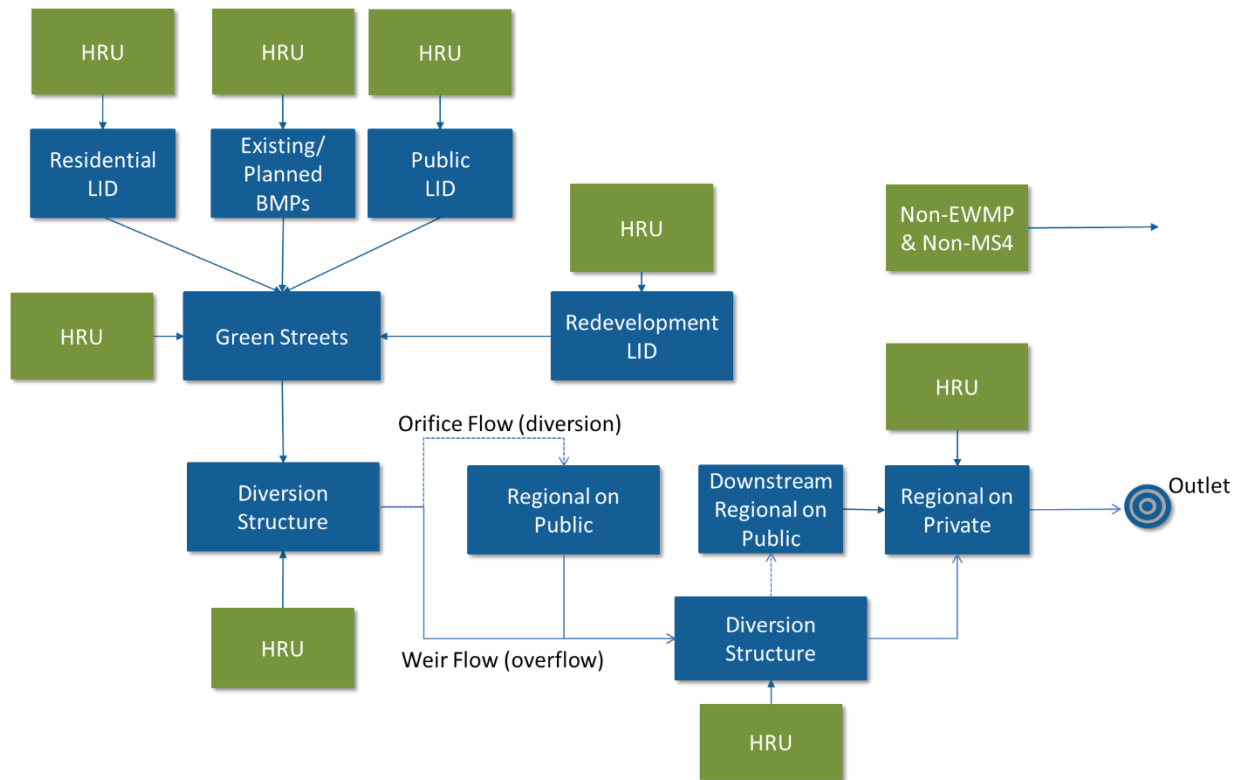 HRU
HRU
HRU
Residential
LID
Existing/
Planned
BMPs
Public
LID
HRU
Non-EWMP
& Non-MS4
HRU
Green Streets
Redevelopment
LID
HRU
Orifice Flow (diversion)
Diversion
Structure
Regional on
Public
Downstream
Regional on
Public
Regional on
Private
Outlet
HRU
Weir Flow (overflow)
Diversion
Structure
HRU